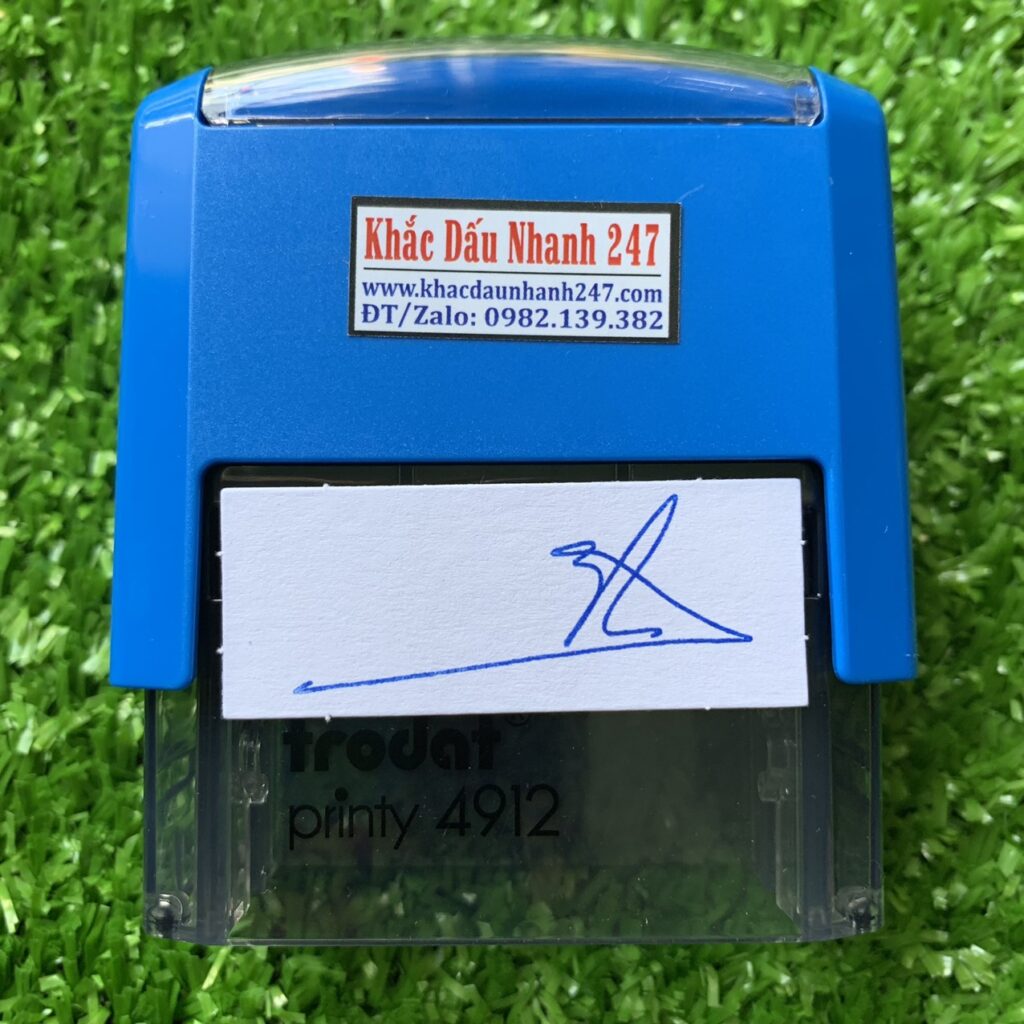 Khắc Dấu Nhanh 247
www.khacdaunhanh247.com
ĐT/Zalo: 0982.139.382
trodat
printy 4912